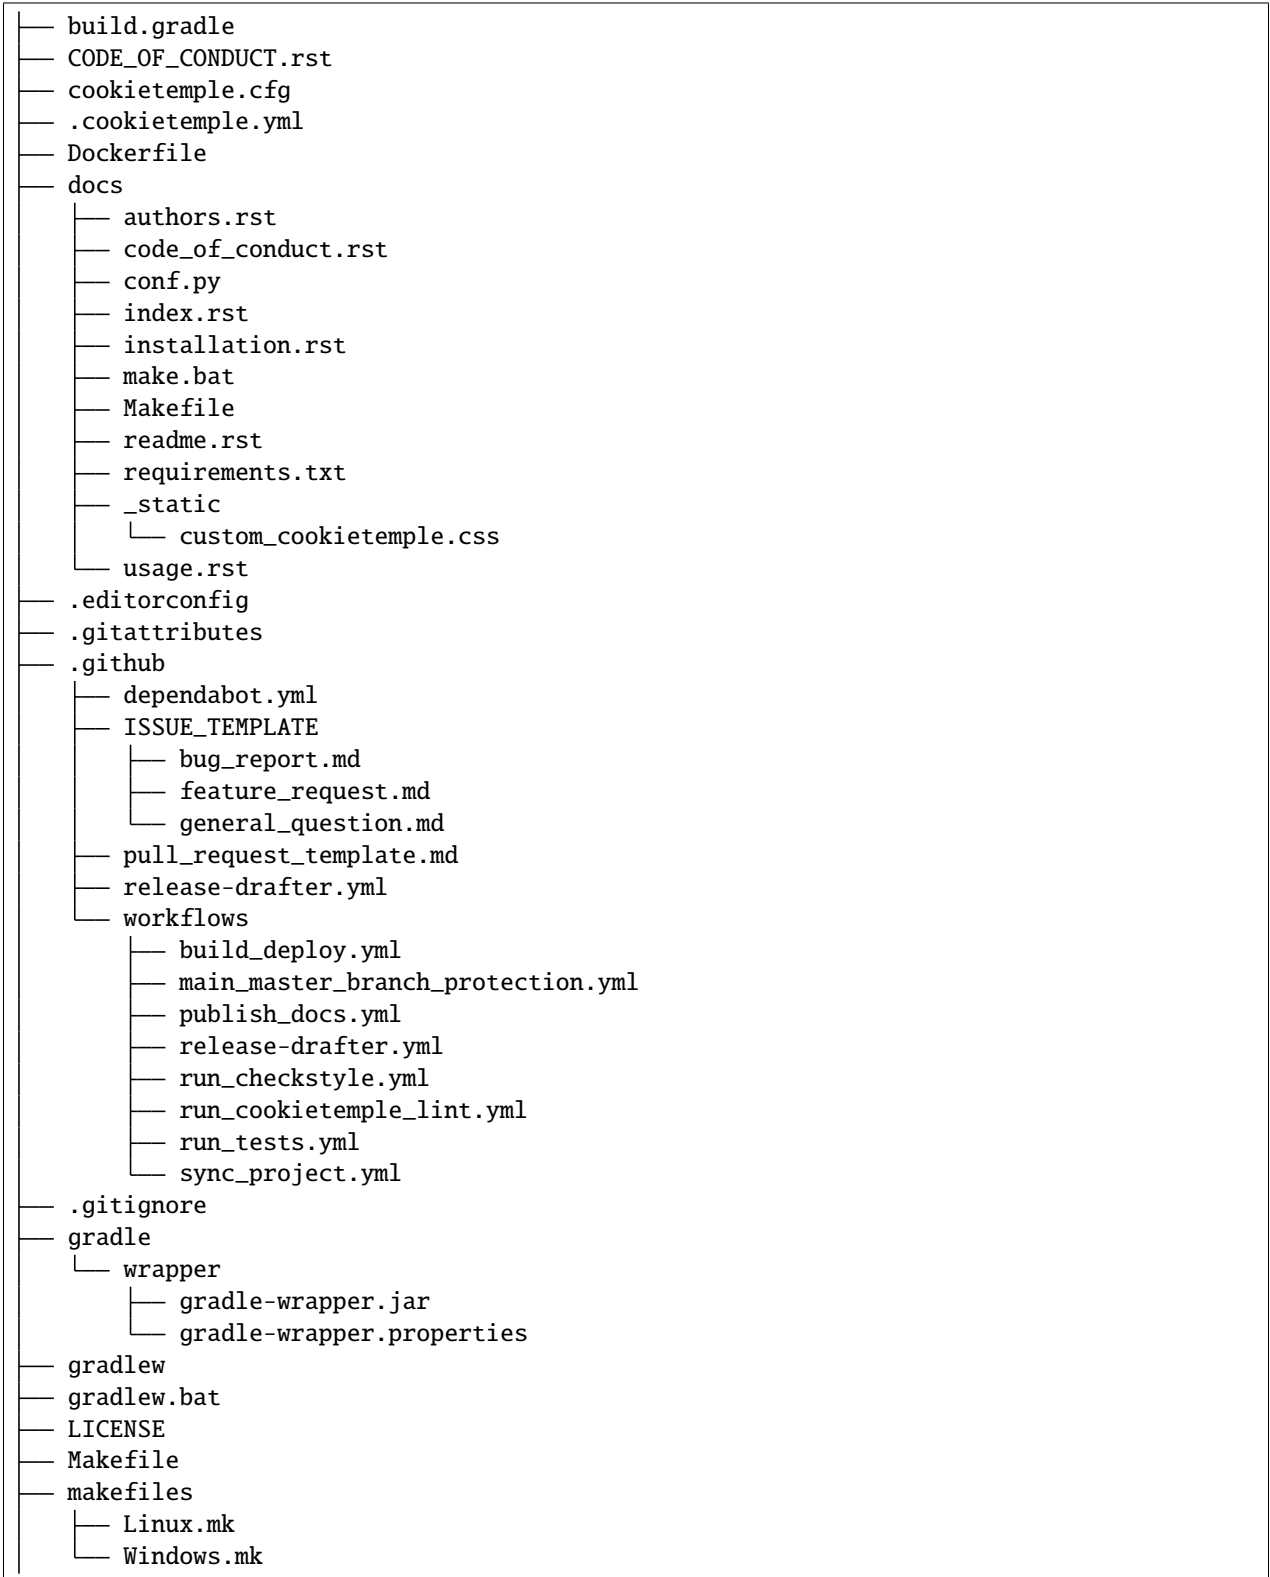 ├── build.gradle
├── CODE_OF_CONDUCT.rst
├── cookietemple.cfg
├── .cookietemple.yml
├── Dockerfile
├── docs
│   ├── authors.rst
│   ├── code_of_conduct.rst
│   ├── conf.py
│   ├── index.rst
│   ├── installation.rst
│   ├── make.bat
│   ├── Makefile
│   ├── readme.rst
│   ├── requirements.txt
│   ├── _static
│   │   └── custom_cookietemple.css
│   └── usage.rst
├── .editorconfig
├── .gitattributes
├── .github
│   ├── dependabot.yml
│   ├── ISSUE_TEMPLATE
│   │   ├── bug_report.md
│   │   ├── feature_request.md
│   │   └── general_question.md
│   ├── pull_request_template.md
│   ├── release-drafter.yml
│   └── workflows
│       ├── build_deploy.yml
│       ├── main_master_branch_protection.yml
│       ├── publish_docs.yml
│       ├── release-drafter.yml
│       ├── run_checkstyle.yml
│       ├── run_cookietemple_lint.yml
│       ├── run_tests.yml
│       └── sync_project.yml
├── .gitignore
├── gradle
│   └── wrapper
│       ├── gradle-wrapper.jar
│       └── gradle-wrapper.properties
├── gradlew
├── gradlew.bat
├── LICENSE
├── Makefile
├── makefiles
│   ├── Linux.mk
│   └── Windows.mk